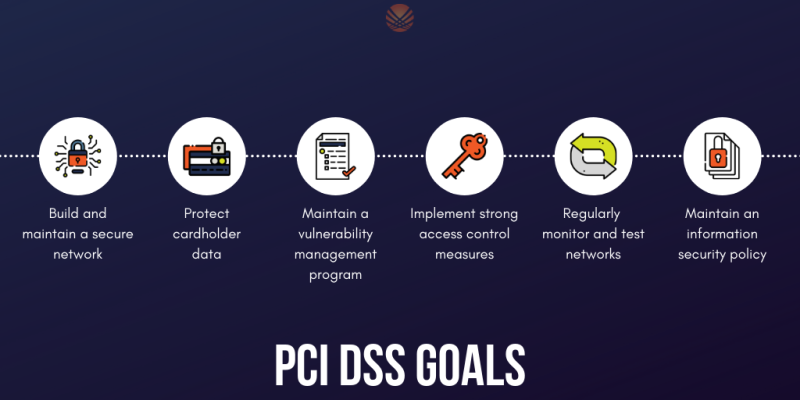 Build and
maintain a secure
network
Protect
cardholder
data
Maintain a
vulnerability
management
program
Implement strong
access control
measures
Regularly
monitor and test
networks
Maintain an
information
security policy
PCI DSS GOALS